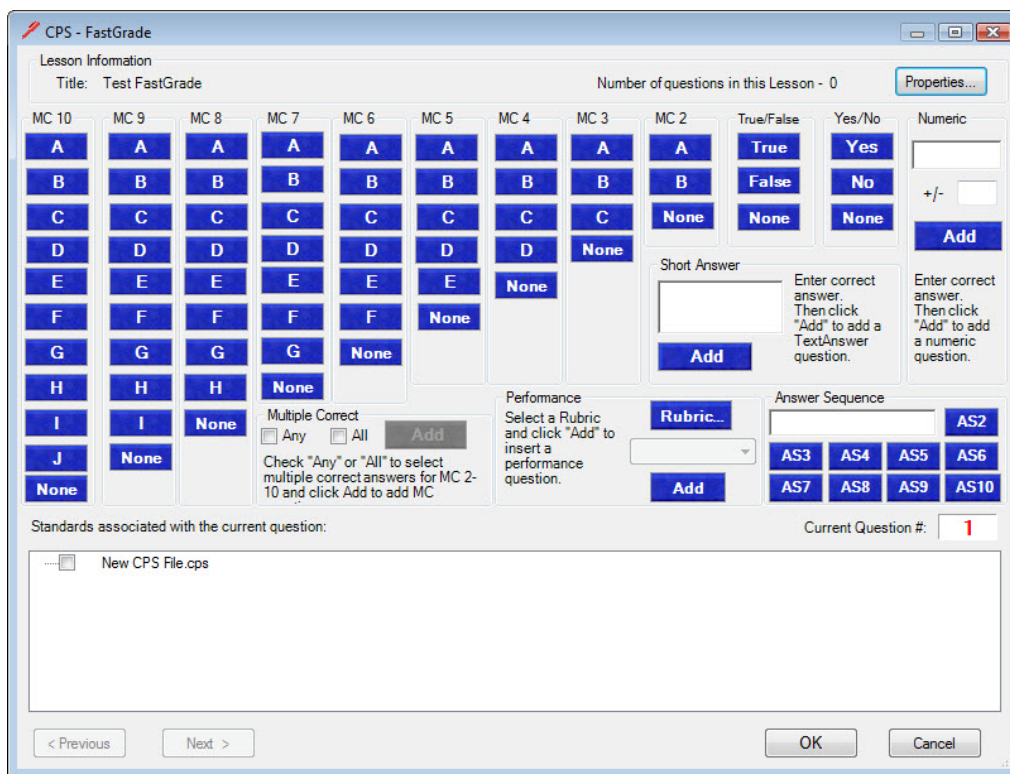 CPS - FastGrade
Lesson Information
Title: Test FastGrade
Number of questions in this Lesson - 0
Properties...
MC 10
A
B
C
D
E
F
G
H
I
J
None
MC 9
A
B
C
D
E
F
G
H
I
None
MC 8
A
B
C
D
E
F
G
H
None
MC 7
A
B
C
D
E
F
G
None
MC 6
A
B
C
D
E
F
None
MC 5
A
B
C
D
E
None
MC 4
A
B
C
D
None
MC 3
A
B
C
None
MC 2
A
B
None
True/False
True
False
None
Yes/No
Yes
No
None
Numeric
+/-
Add
Enter correct
answer.
Then click
"Add" to add
a numeric
question.
Short Answer
Add
Enter correct
answer.
Then click
"Add" to add a
TextAnswer
question.
Multiple Correct
Any
All
Add
Check "Any" or "All" to select
multiple correct answers for MC 2-
10 and click Add to add MC
Performance
Select a Rubric
and click "Add" to
insert a
performance
question.
Rubric...
Add
Answer Sequence
AS2
AS3 AS4 AS5 AS6
AS7 AS8 AS9 AS10
Standards associated with the current question:
Current Question #: 1
New CPS File.cps
< Previous
Next >
OK
Cancel